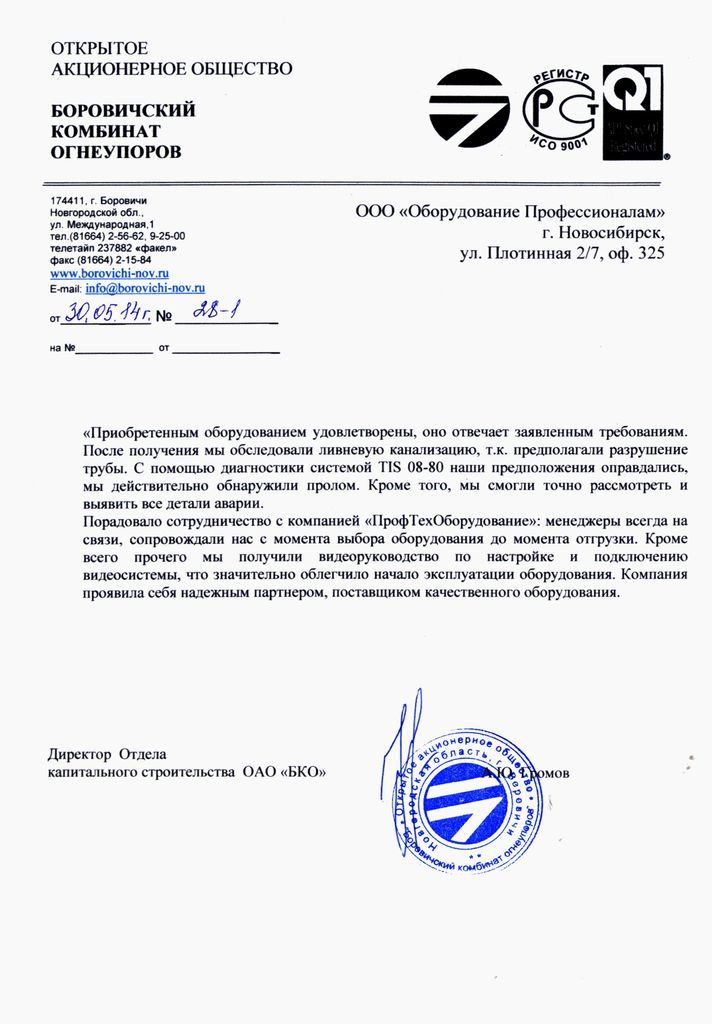 ОТКРЫТОЕ
АКЦИОНЕРНОЕ ОБЩЕСТВО
БОРОВИЧСКИЙ
КОМБИНАТ
ОГНЕУПОРОВ
РЕГИСТР
РСТ
ИСО 9001
Q1
Registered
®
174411, г. Боровичи
Новгородской обл.,
ул. Международная,1
тел.(81664) 2-56-62, 9-25-00
телетайп 237882 «факел»
факс (81664) 2-15-84
www.borovichi-nov.ru
E-mail: info@borovichi-nov.ru
от 30.05.14г. № 28-1
на №____________ от ________________
ООО «Оборудование Профессионалам»
г. Новосибирск,
ул. Плотинная 2/7, оф. 325
«Приобретенным оборудованием удовлетворены, оно отвечает заявленным требованиям.
После получения мы обследовали ливневую канализацию, т.к. предполагали разрушение
трубы. С помощью диагностики системой TIS 08-80 наши предположения оправдались,
мы действительно обнаружили пролом. Кроме того, мы смогли точно рассмотреть и
выявить все детали аварии.
Порадовало сотрудничество с компанией «ПрофТехОборудование»: менеджеры всегда на
связи, сопровождали нас с момента выбора оборудования до момента отгрузки. Кроме
всего прочего мы получили видеоруководство по настройке и подключению
видеосистемы, что значительно облегчило начало эксплуатации оборудования. Компания
проявила себя надежным партнером, поставщиком качественного оборудования.
Директор Отдела
капитального строительства ОАО «БКО»
А.Ю. Громов
Открытое акционерное общество
"Боровичский комбинат огнеупоров"
Новгородская область, г. Боровичи